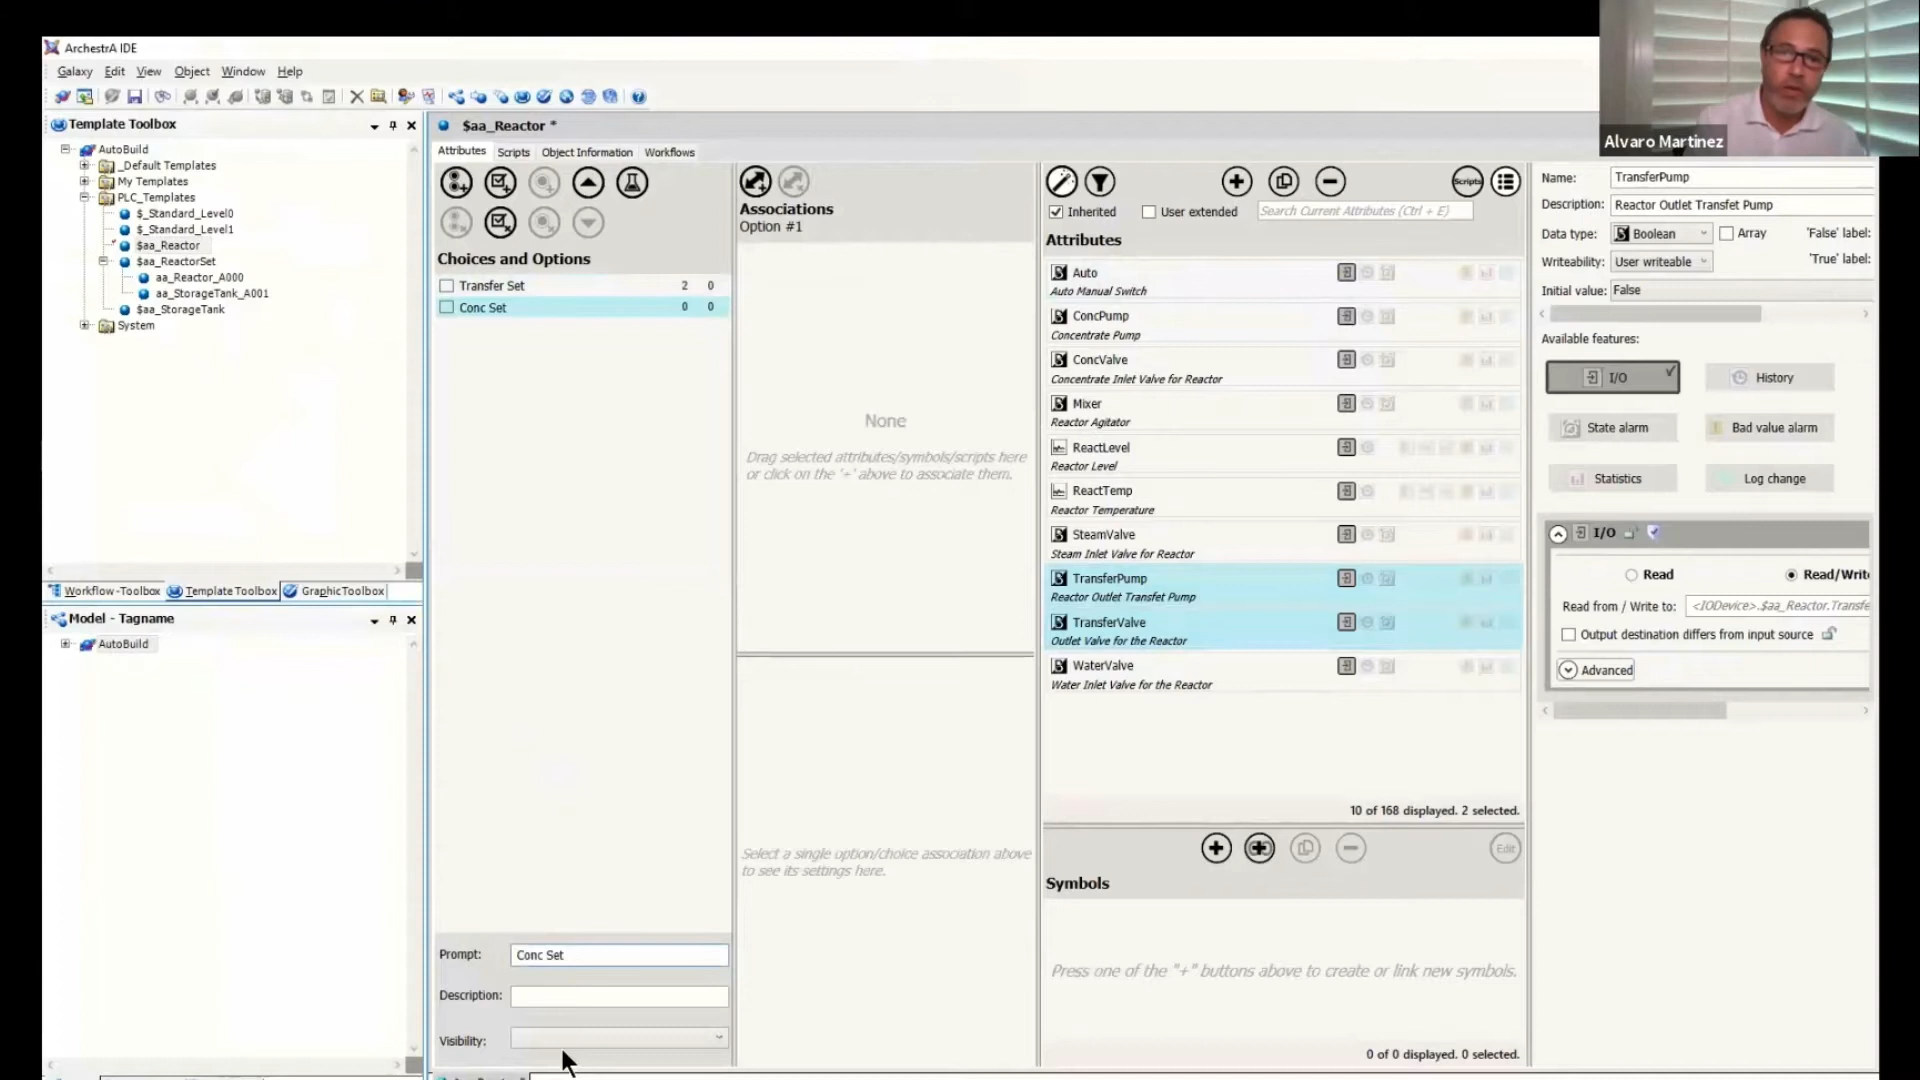 ArchestrA IDE
Galaxy Edit View Object Window Help
Template Toolbox
AutoBuild
_Default Templates
My Templates
PLC_Templates
$_Standard_Level0
$_Standard_Level1
$aa_Reactor
$aa_ReactorSet
aa_Reactor_A000
aa_StorageTank_A001
$aa_StorageTank
System
Workflow -Toolbox Template Toolbox Graphic Toolbox
Model - Tagname
AutoBuild
$aa_Reactor *
Attributes Scripts Object Information Workflows
Choices and Options
Transfer Set 2 0
Conc Set 0 0
Prompt: Conc Set
Description:
Visibility:
Associations
Option #1
None
Drag selected attributes/symbols/scripts here
or click on the '+' above to associate them.
Select a single option/choice association above
to see its settings here.
Scripts
Inherited User extended Search Current Attributes (Ctrl + E)
Attributes
Auto
Auto Manual Switch
ConcPump
Concentrate Pump
ConcValve
Concentrate Inlet Valve for Reactor
Mixer
Reactor Agitator
ReactLevel
Reactor Level
ReactTemp
Reactor Temperature
SteamValve
Steam Inlet Valve for Reactor
TransferPump
Reactor Outlet Transfet Pump
TransferValve
Outlet Valve for the Reactor
WaterValve
Water Inlet Valve for the Reactor
10 of 168 displayed. 2 selected.
Edit
Symbols
Press one of the "+" buttons above to create or link new symbols.
0 of 0 displayed. 0 selected.
Alvaro Martinez
Name: TransferPump
Description: Reactor Outlet Transfet Pump
Data type: Boolean Array 'False' label:
Writeability: User writeable 'True' label:
Initial value: False
Available features:
I/O History
State alarm Bad value alarm
Statistics Log change
I/O
Read Read/Write
Read from / Write to: <IODevice>.$aa_Reactor.Transfe
Output destination differs from input source
Advanced